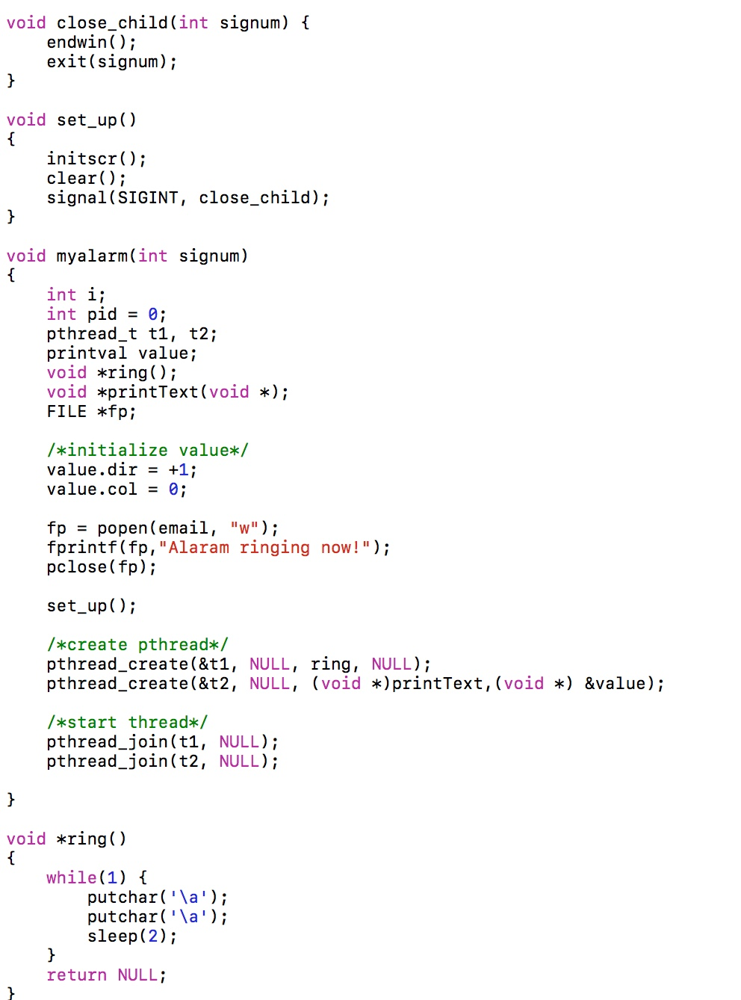 void close_child(int signum) {
    endwin();
    exit(signum);
}

void set_up()
{
    initscr();
    clear();
    signal(SIGINT, close_child);
}

void myalarm(int signum)
{
    int i;
    int pid = 0;
    pthread_t t1, t2;
    printval value;
    void *ring();
    void *printText(void *);
    FILE *fp;

    /*initialize value*/
    value.dir = +1;
    value.col = 0;

    fp = popen(email, "w");
    fprintf(fp,"Alaram ringing now!");
    pclose(fp);

    set_up();

    /*create pthread*/
    pthread_create(&t1, NULL, ring, NULL);
    pthread_create(&t2, NULL, (void *)printText,(void *) &value);

    /*start thread*/
    pthread_join(t1, NULL);
    pthread_join(t2, NULL);

}

void *ring()
{
    while(1) {
        putchar('\a');
        putchar('\a');
        sleep(2);
    }
    return NULL;
}